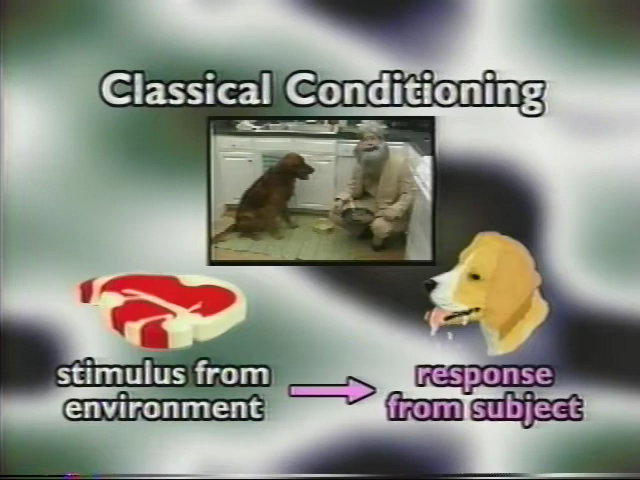 Classical Conditioning
stimulus from
environment
response
from subject